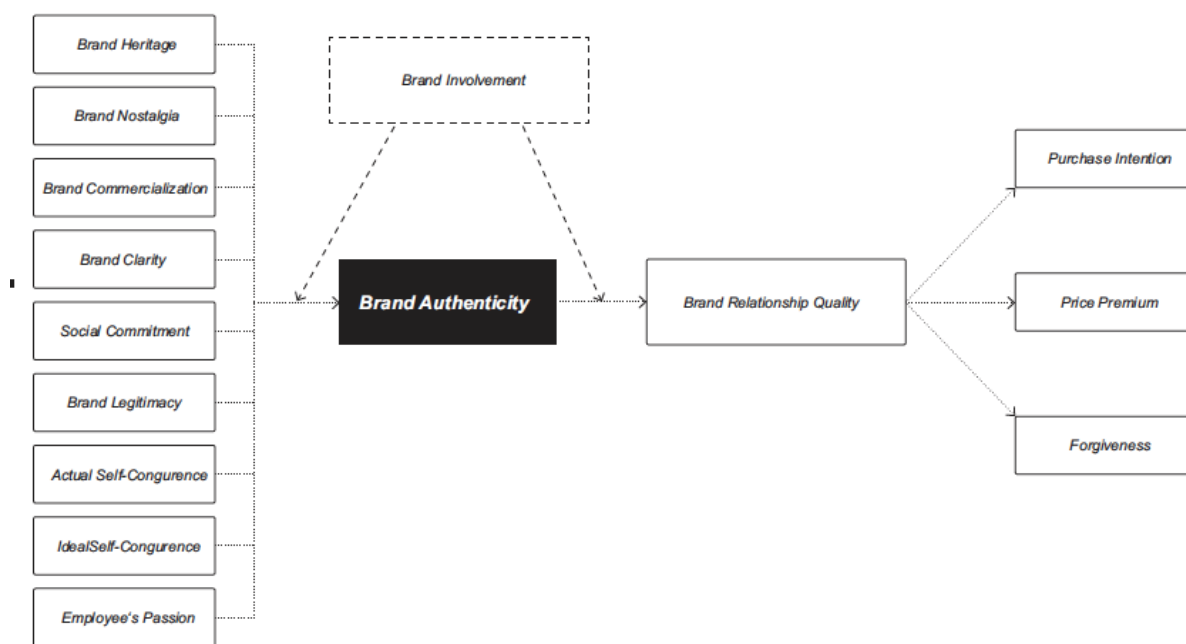 Brand Heritage
Brand Nostalgia
Brand Commercialization
Brand Clarity
Social Commitment
Brand Legitimacy
Actual Self-Congurence
IdealSelf-Congurence
Employee's Passion
Brand Involvement
Brand Authenticity
Brand Relationship Quality
Purchase Intention
Price Premium
Forgiveness